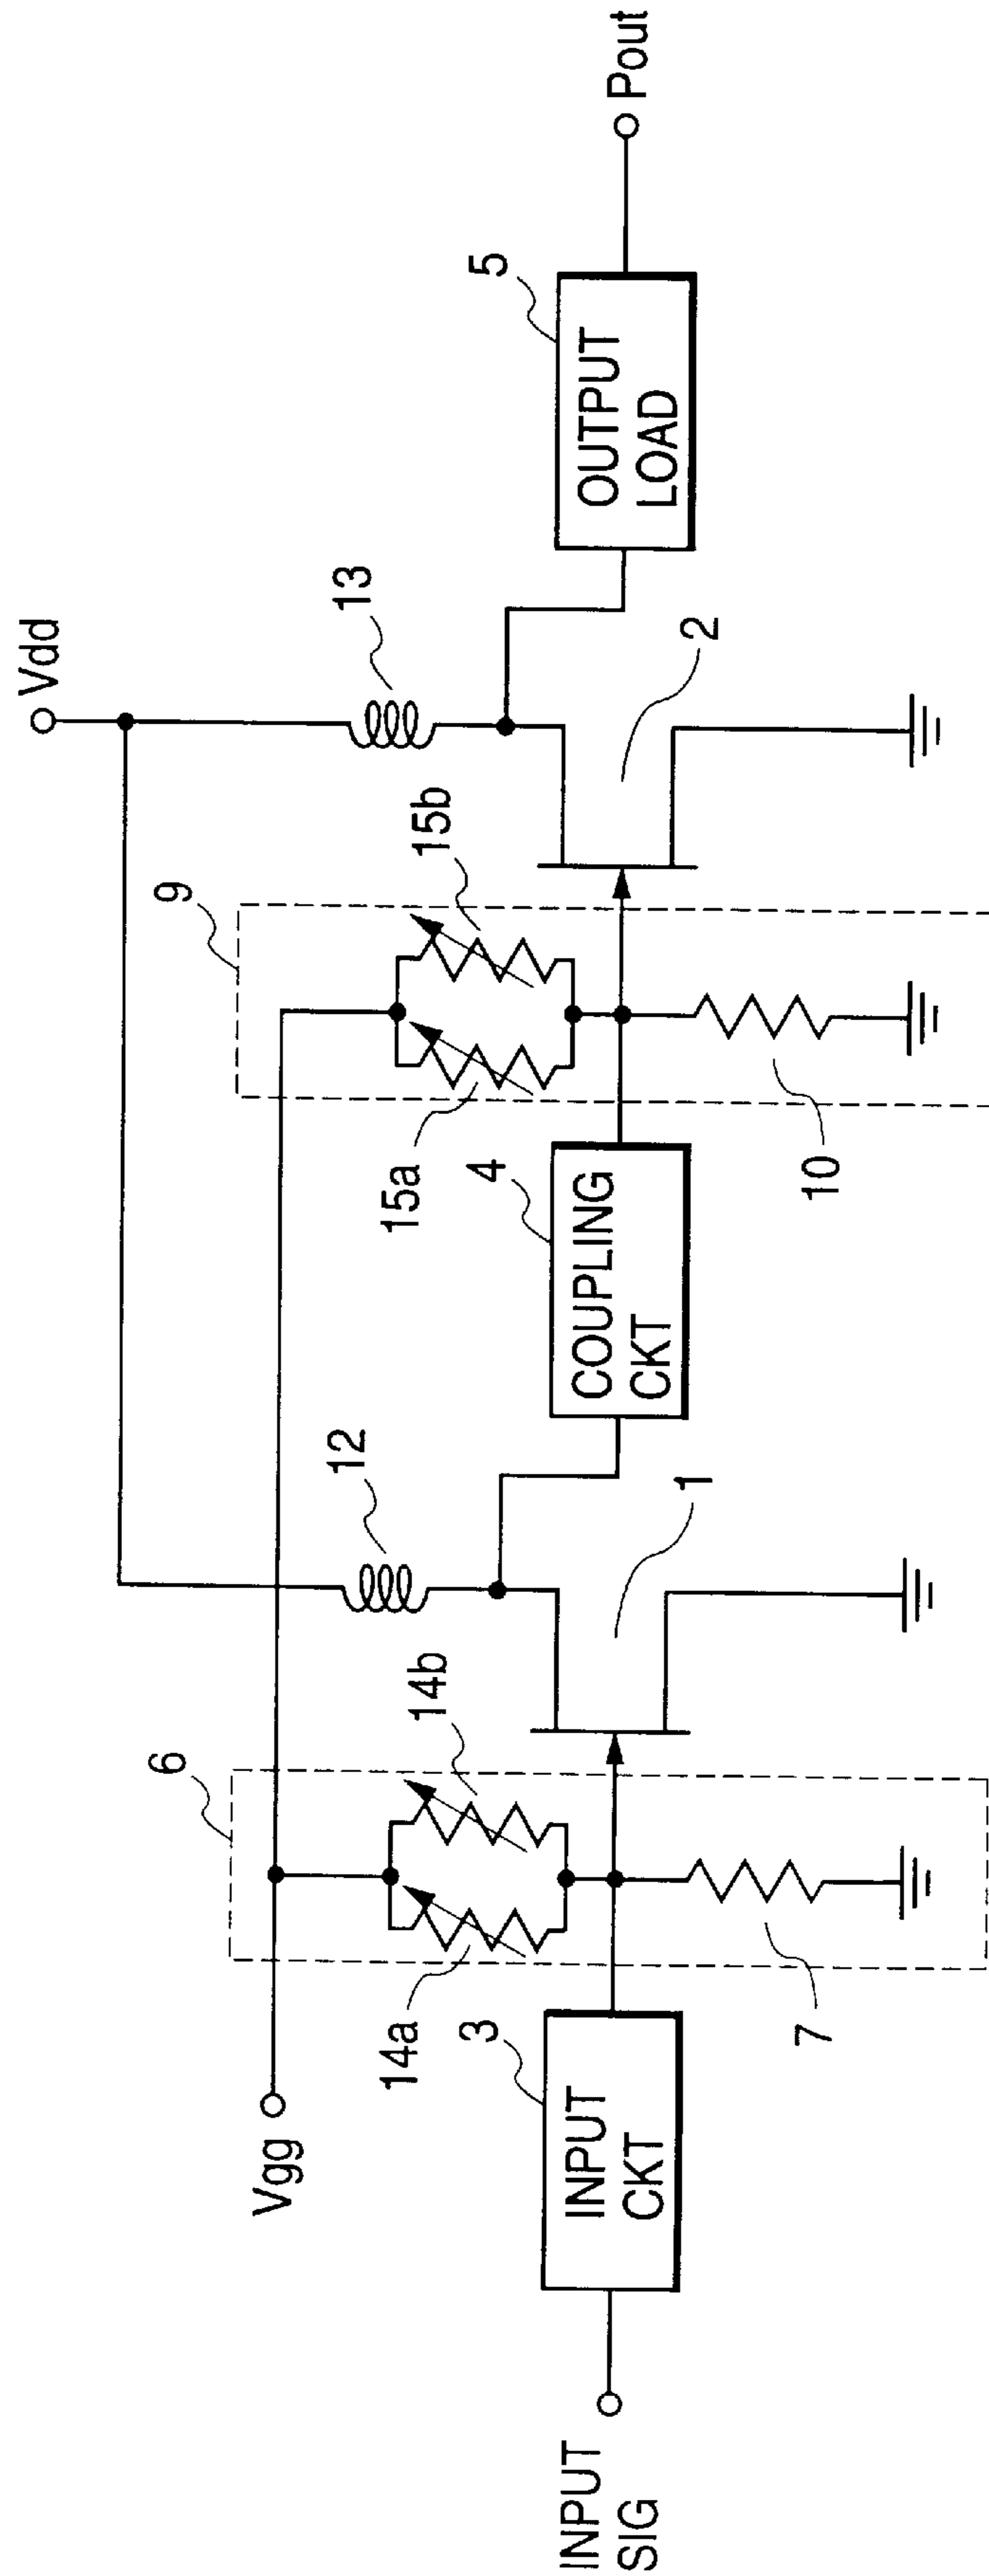 Vdd
13
9
15b
5
OUTPUT
LOAD
Pout
2
15a
4
COUPLING
CKT
10
12
1
6
14b
14a
7
Vgg
3
INPUT
CKT
INPUT
SIG